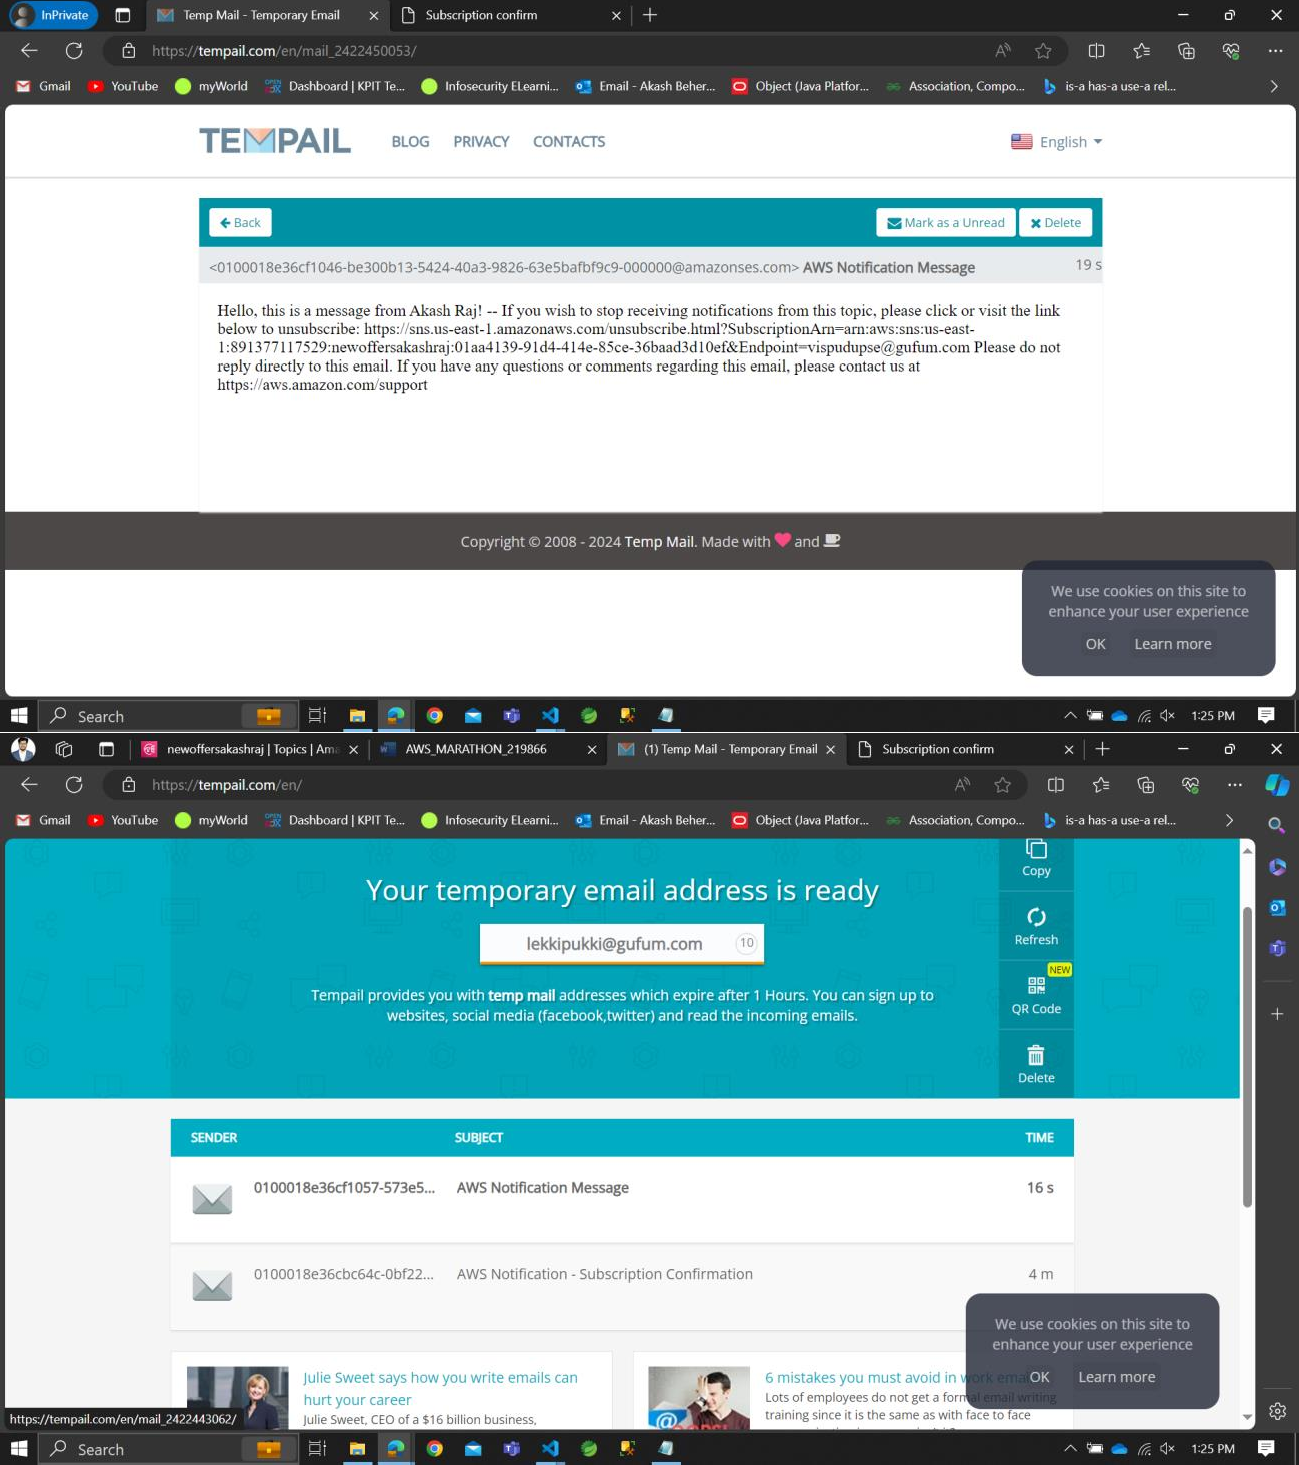 InPrivate
Temp Mail - Temporary Email
Subscription confirm
https://tempail.com/en/mail_2422450053/
Gmail
YouTube
myWorld
Dashboard | KPIT Te...
Infosecurity ELearni...
Email - Akash Beher...
Object (Java Platfor...
Association, Compo...
is-a has-a use-a rel...
TEMPAIL
BLOG
PRIVACY
CONTACTS
English
Back
Mark as a Unread
Delete
<0100018e36cf1046-be300b13-5424-40a3-9826-63e5bafbf9c9-000000@amazonses.com> AWS Notification Message
19 s
Hello, this is a message from Akash Raj! -- If you wish to stop receiving notifications from this topic, please click or visit the link
below to unsubscribe: https://sns.us-east-1.amazonaws.com/unsubscribe.html?SubscriptionArn=arn:aws:sns:us-east-
1:891377117529:newoffersakashraj:01aa4139-91d4-414e-85ce-36baad3d10ef&Endpoint=vispudupse@gufum.com Please do not
reply directly to this email. If you have any questions or comments regarding this email, please contact us at
https://aws.amazon.com/support
Copyright © 2008 - 2024 Temp Mail. Made with and
We use cookies on this site to
enhance your user experience
OK
Learn more
Search
1:25 PM
newoffersakashraj | Topics | Ama
AWS_MARATHON_219866
(1) Temp Mail - Temporary Email
Subscription confirm
https://tempail.com/en/
Gmail
YouTube
myWorld
Dashboard | KPIT Te...
Infosecurity ELearni...
Email - Akash Beher...
Object (Java Platfor...
Association, Compo...
is-a has-a use-a rel...
Copy
Your temporary email address is ready
lekkipukki@gufum.com
10
Refresh
NEW
QR Code
Tempail provides you with temp mail addresses which expire after 1 Hours. You can sign up to
websites, social media (facebook,twitter) and read the incoming emails.
Delete
SENDER
SUBJECT
TIME
0100018e36cf1057-573e5...
AWS Notification Message
16 s
0100018e36cbc64c-0bf22...
AWS Notification - Subscription Confirmation
4 m
We use cookies on this site to
enhance your user experience
OK
Learn more
Julie Sweet says how you write emails can
hurt your career
Julie Sweet, CEO of a $16 billion business,
6 mistakes you must avoid in work
Lots of employees do not get a formal email writing
training since it is the same as with face to face
https://tempail.com/en/mail_2422443062/
Search
1:25 PM